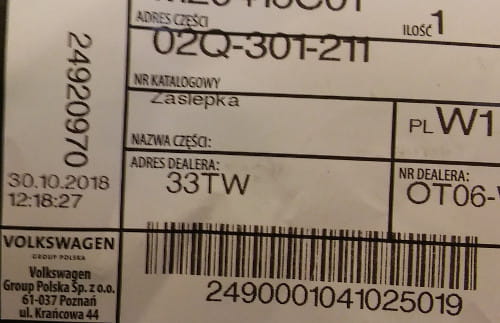 ADRES CZĘŚCI
ILOŚĆ 1
02Q-301-211
NR KATALOGOWY
Zaslepka
PL W1
NAZWA CZĘŚCI:
ADRES DEALERA:
33TW
NR DEALERA:
OT06-
24920970
30.10.2018
12:18:27
VOLKSWAGEN
GROUP POLSKA
Volkswagen
Group Polska Sp. z o.o.
61-037 Poznań
ul. Krańcowa 44
2490001041025019